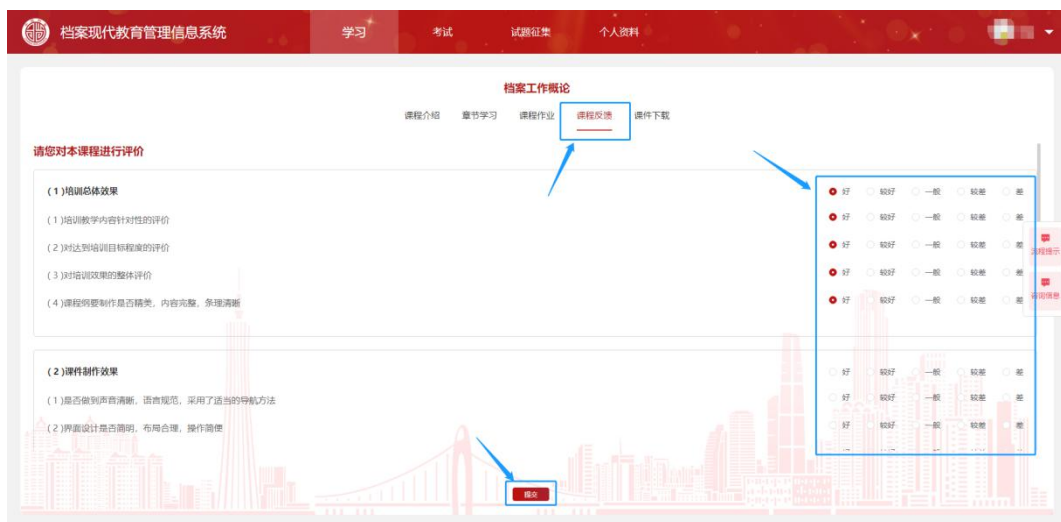 档案现代教育管理信息系统 学习 考试 试题征集 个人资料
档案工作概论
课程介绍 章节学习 课程作业 课程反馈 课件下载
请您对本课程进行评价
(1)培训总体效果 好 较好 一般 较差 差
(1)培训教学内容针对性的评价 好 较好 一般 较差 差
(2)对达到培训目标程度的评价 好 较好 一般 较差 差
流程提示
(3)对培训效果的整体评价 好 较好 一般 较差 差
(4)课程纲要制作是否精美，内容完整，条理清晰 好 较好 一般 较差 差
咨询信息
(2)课件制作效果 好 较好 一般 较差 差
(1)是否做到声音清晰，语言规范，采用了适当的导航方法 好 较好 一般 较差 差
(2)界面设计是否简明，布局合理，操作简便 好 较好 一般 较差 差
提交